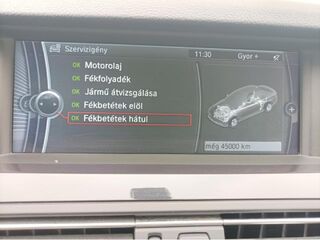 Szervizigény
11:30
Gyor +
OK Motorolaj
OK Fékfolyadék
OK Jármű átvizsgálása
OK Fékbetétek elöl
OK Fékbetétek hátul
még 45000 km